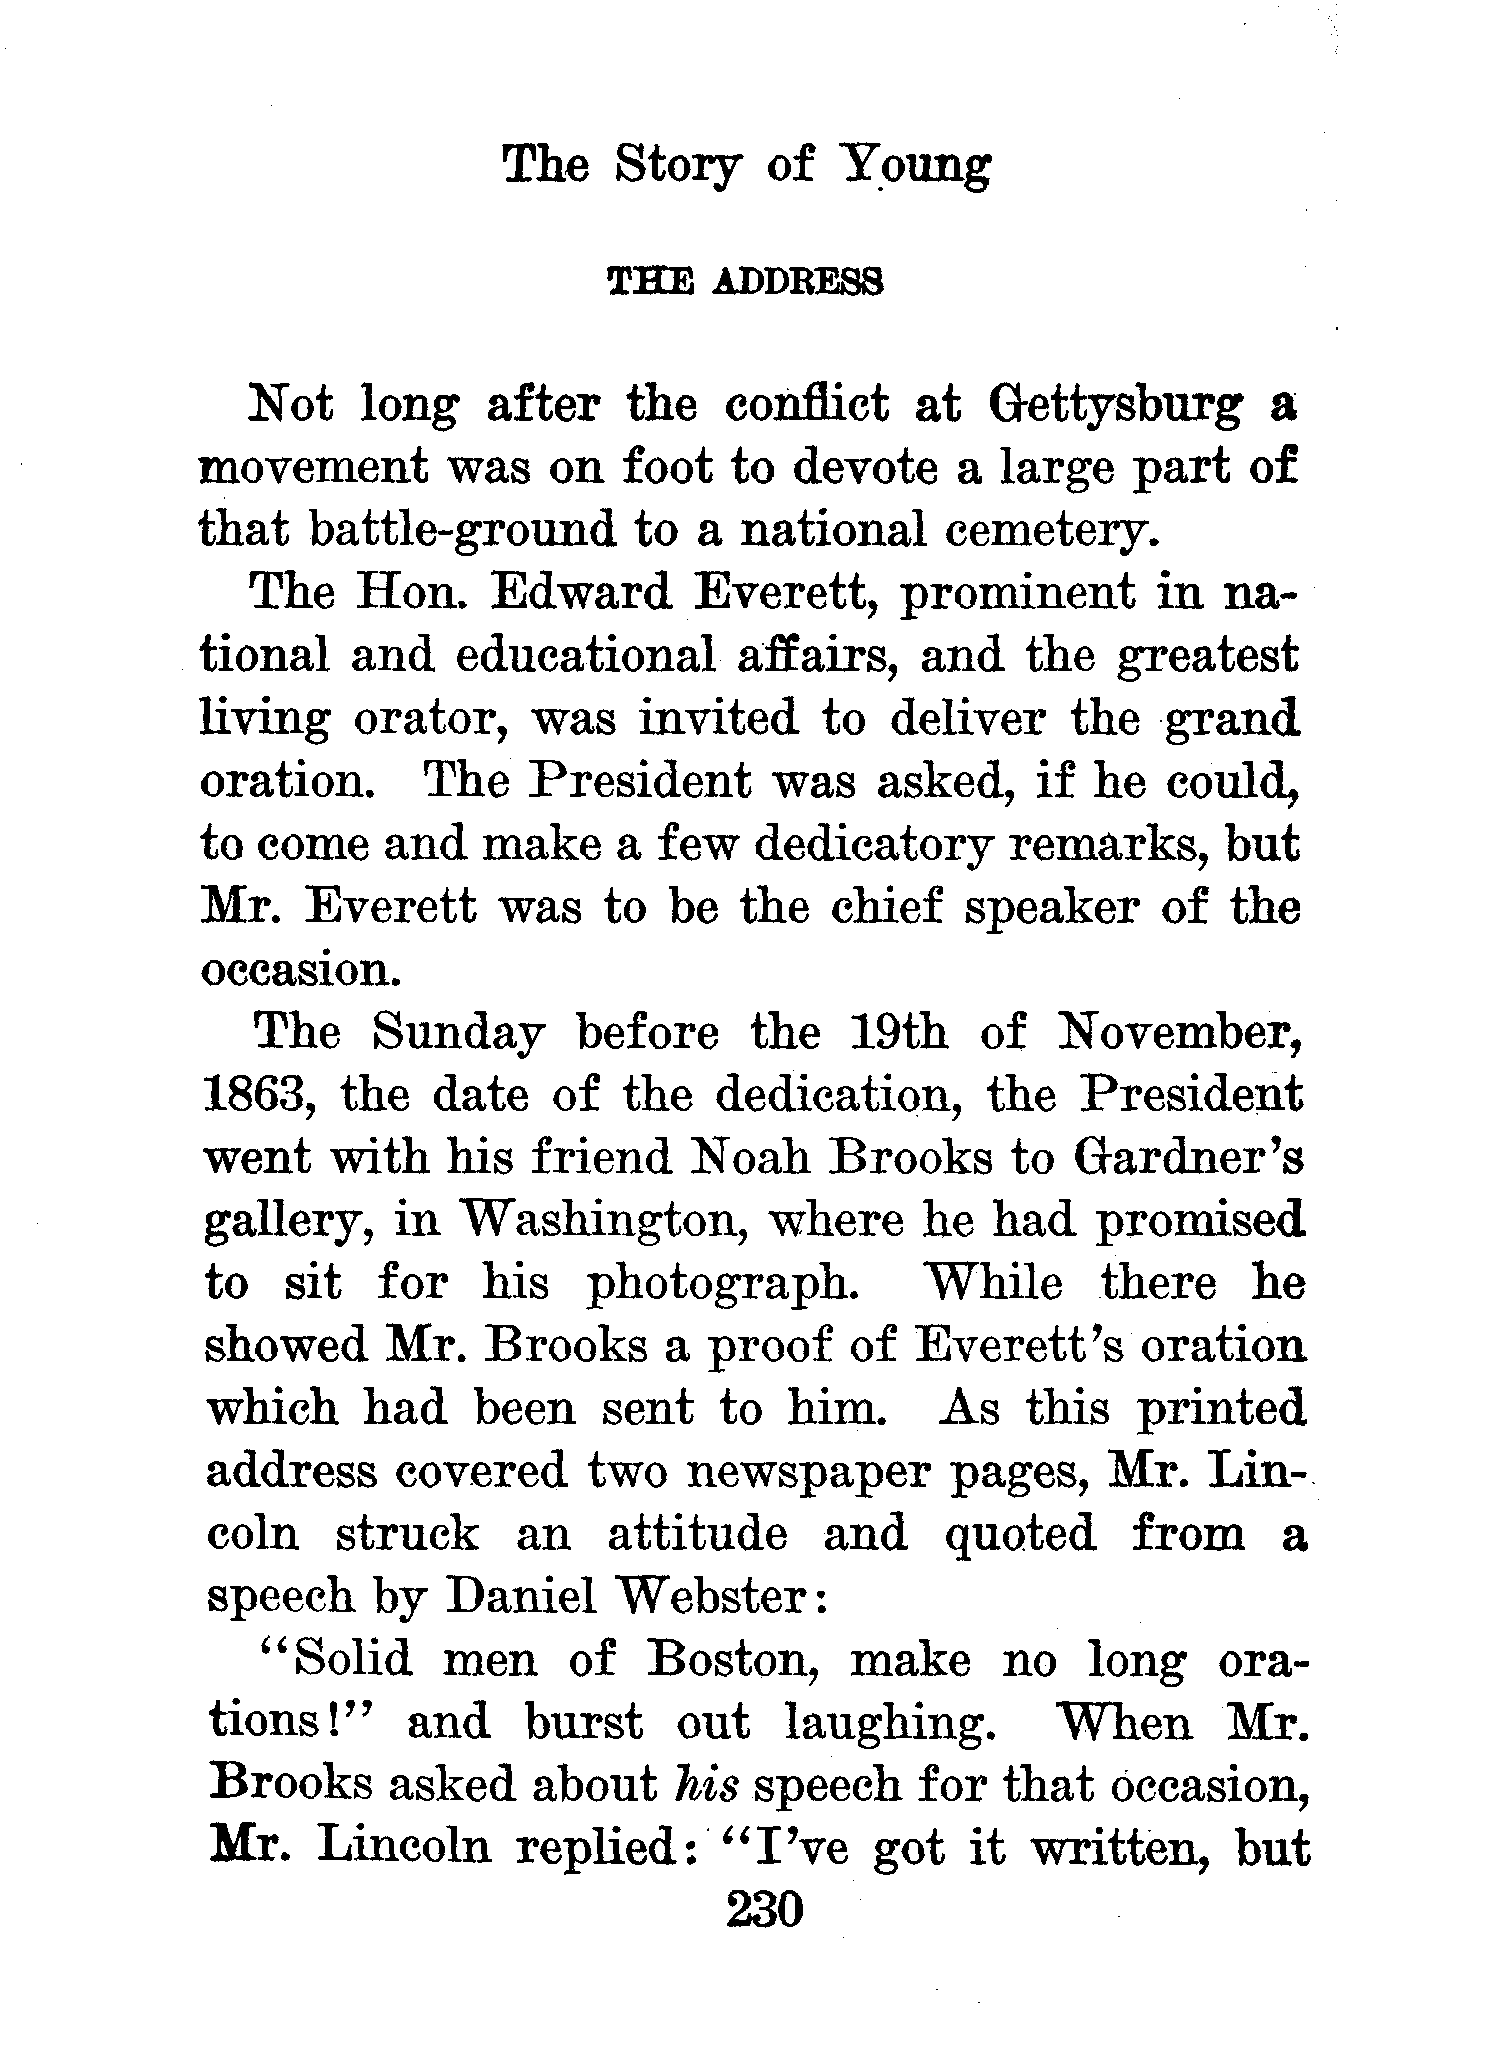 The Story of Young
THE ADDRESS
Not long after the conflict at Gettysburg a
movement was on foot to devote a large part of
that battle-ground to a national cemetery.
The Hon. Edward Everett, prominent in na-
tional and educational affairs, and the greatest
living orator, was invited to deliver the grand
oration. The President was asked, if he could,
to come and make a few dedicatory remarks, but
Mr. Everett was to be the chief speaker of the
occasion.
The Sunday before the 19th of November,
1863, the date of the dedication, the President
went with his friend Noah Brooks to Gardner's
gallery, in Washington, where he had promised
to sit for his photograph. While there he
showed Mr. Brooks a proof of Everett's oration
which had been sent to him. As this printed
address covered two newspaper pages, Mr. Lin-
coln struck an attitude and quoted from a
speech by Daniel Webster:
"Solid men of Boston, make no long ora-
tions!" and burst out laughing. When Mr.
Brooks asked about his speech for that occasion,
Mr. Lincoln replied: "I've got it written, but
230